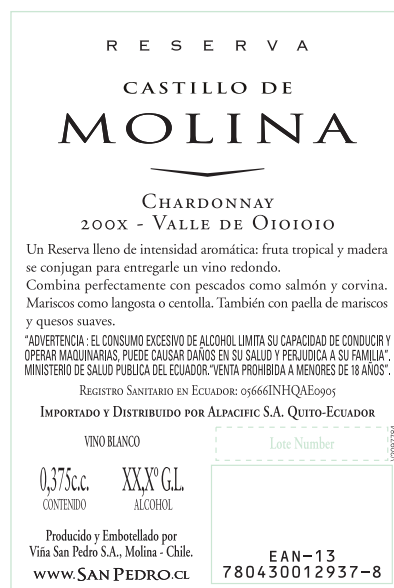 RESERVA
CASTILLO DE
MOLINA
CHARDONNAY
200X - VALLE DE OIOIOIO
Un Reserva lleno de intensidad aromática: fruta tropical y madera
se conjugan para entregarle un vino redondo.
Combina perfectamente con pescados como salmón y corvina.
Mariscos como langosta o centolla. También con paella de mariscos
y quesos suaves.
“ADVERTENCIA : EL CONSUMO EXCESIVO DE ALCOHOL LIMITA SU CAPACIDAD DE CONDUCIR Y
OPERAR MAQUINARIAS, PUEDE CAUSAR DAÑOS EN SU SALUD Y PERJUDICA A SU FAMILIA”.
MINISTERIO DE SALUD PUBLICA DEL ECUADOR.“VENTA PROHIBIDA A MENORES DE 18 AÑOS”.
REGISTRO SANITARIO EN ECUADOR: 05666INHQAE0905
IMPORTADO Y DISTRIBUIDO POR ALPACIFIC S.A. QUITO-ECUADOR
VINO BLANCO
Lote Number
0,375c.c.
CONTENIDO
XX,Xº G.L.
ALCOHOL
Producido y Embotellado por
Viña San Pedro S.A., Molina - Chile.
WWW.SANPEDRO.CL
EAN-13
780430012937-8